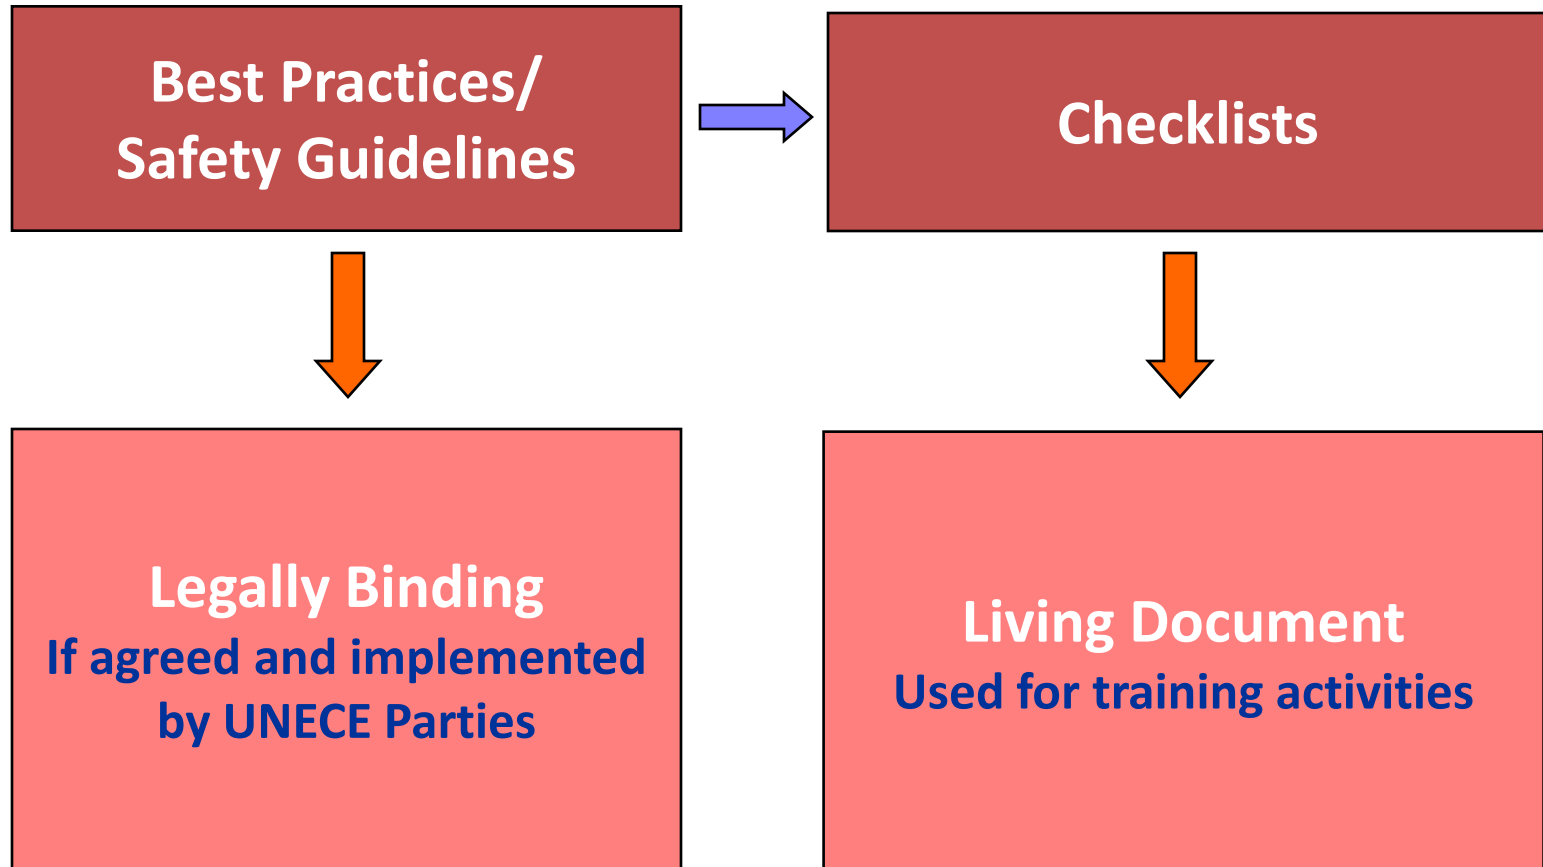 Best Practices/
Safety Guidelines
Checklists
Legally Binding
If agreed and implemented
by UNECE Parties
Living Document
Used for training activities